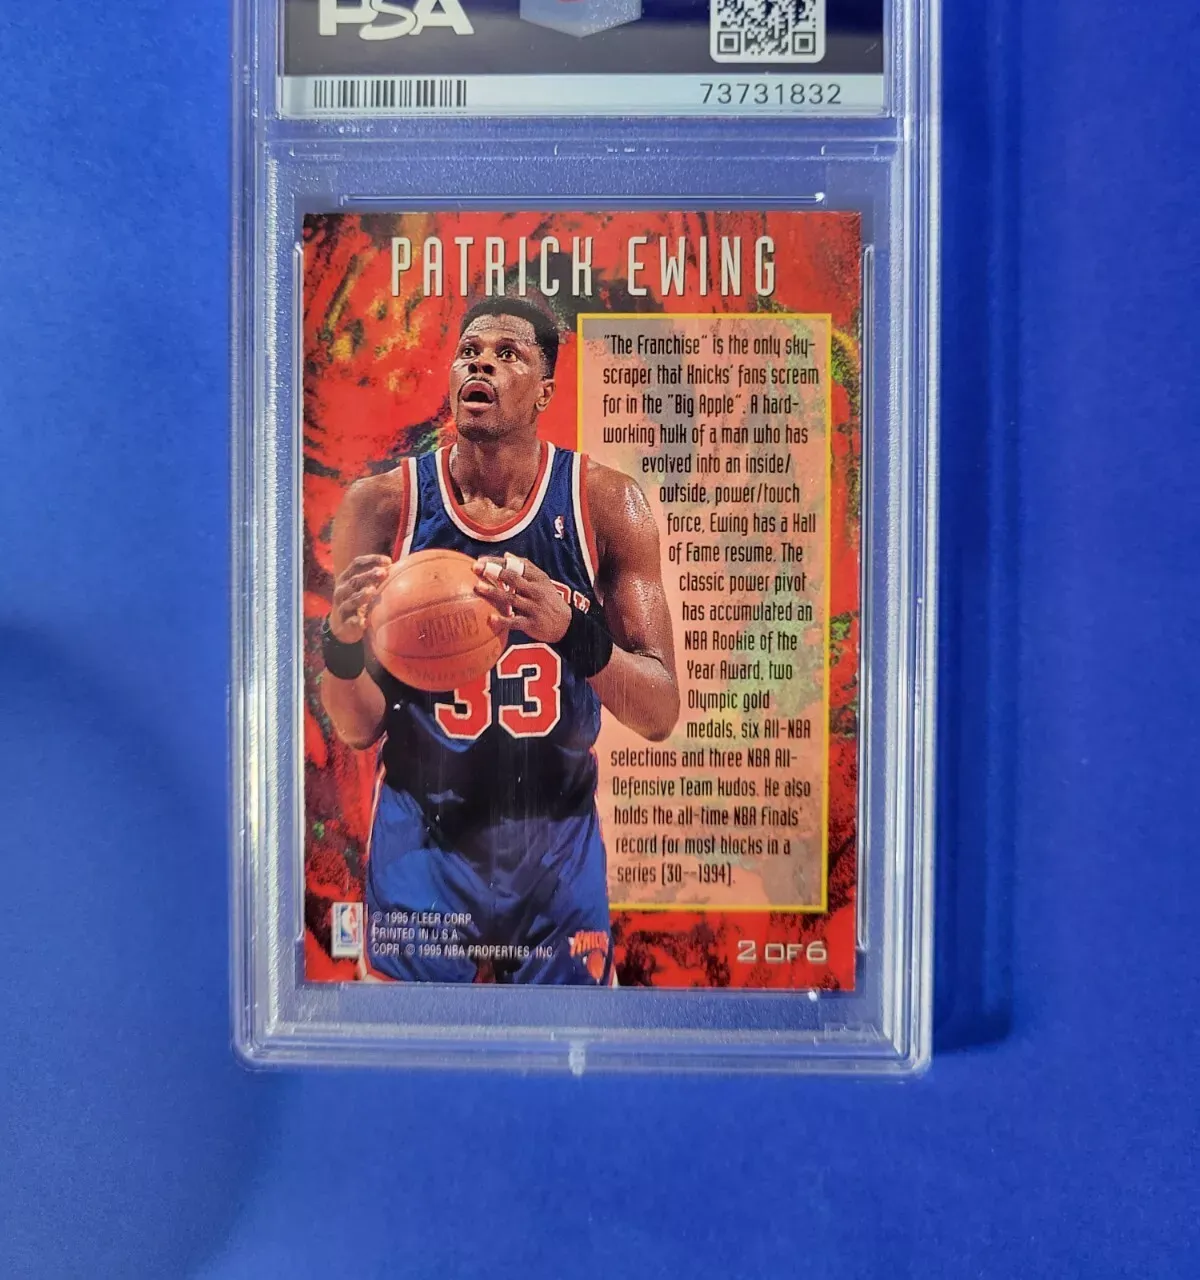 PSA
73731832
PATRICK EWING
"The Franchise" is the only sky-
scraper that Knicks' fans scream
for in the "Big Apple". A hard-
working hulk of a man who has
evolved into an inside/
outside, power/touch
force, Ewing has a Hall
of Fame resume. The
classic power pivot
has accumulated an
NBA Rookie of the
Year Award, two
Olympic gold
medals, six All-NBA
selections and three NBA All-
Defensive Team kudos. He also
holds the all-time NBA Finals'
record for most blocks in a
series (30--1994).
33
© 1995 FLEER CORP.
PRINTED IN U.S.A.
COPR. © 1995 NBA PROPERTIES, INC.
KNICKS
2 OF 6